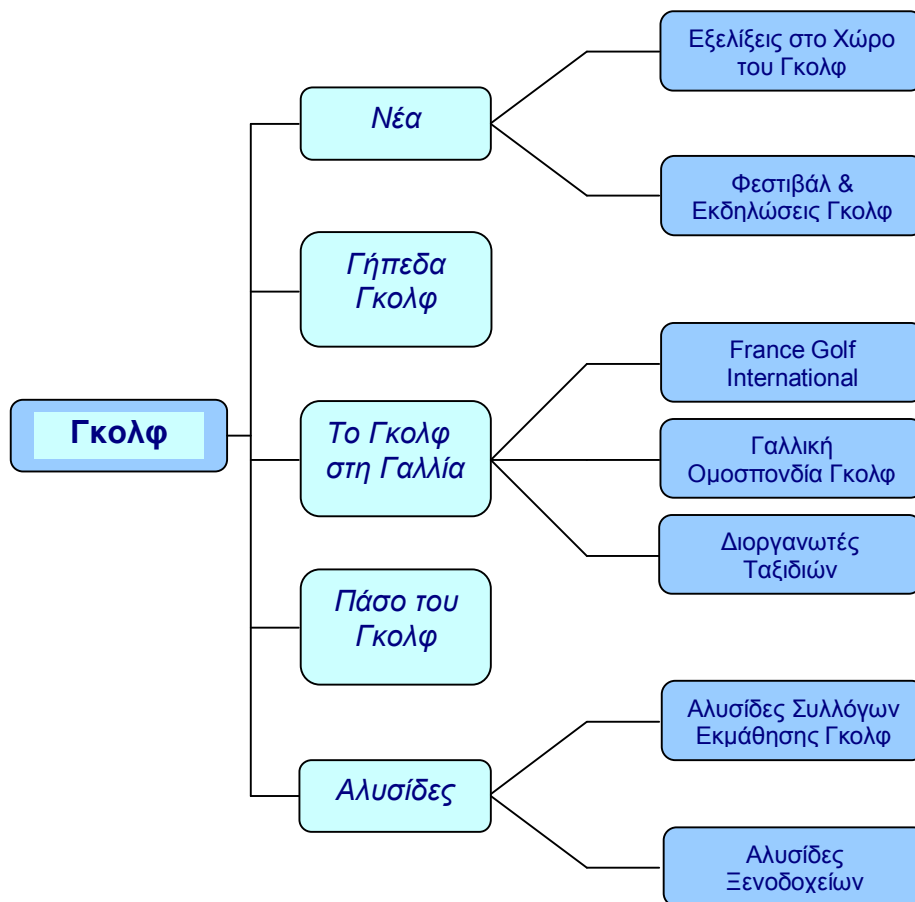 Γκολφ
Νέα
Εξελίξεις στο Χώρο
του Γκολφ
Φεστιβάλ &
Εκδηλώσεις Γκολφ
Γήπεδα
Γκολφ
Το Γκολφ
στη Γαλλία
France Golf
International
Γαλλική
Ομοσπονδία Γκολφ
Διοργανωτές
Ταξιδιών
Πάσο του
Γκολφ
Αλυσίδες
Αλυσίδες Συλλόγων
Εκμάθησης Γκολφ
Αλυσίδες
Ξενοδοχείων